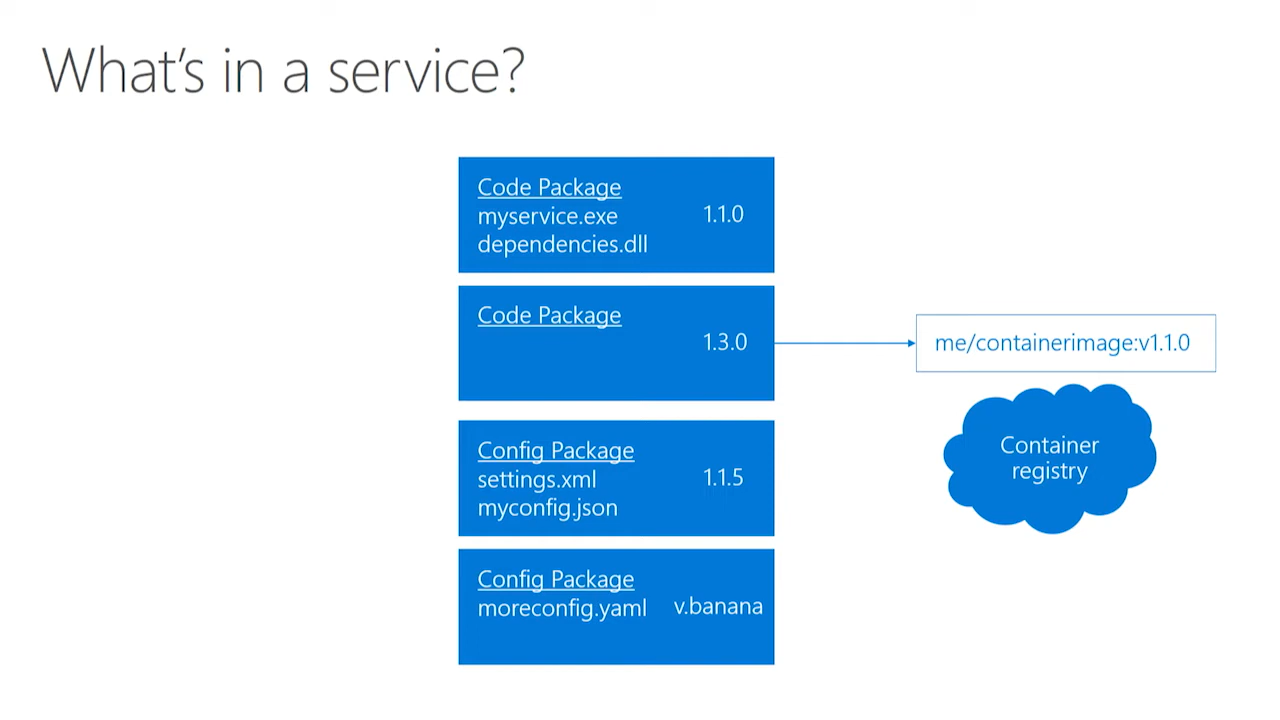 What's in a service?
Code Package
myservice.exe
dependencies.dll
1.1.0
Code Package
1.3.0
me/containerimage:v1.1.0
Container
registry
Config Package
settings.xml
myconfig.json
1.1.5
Config Package
moreconfig.yaml
v.banana